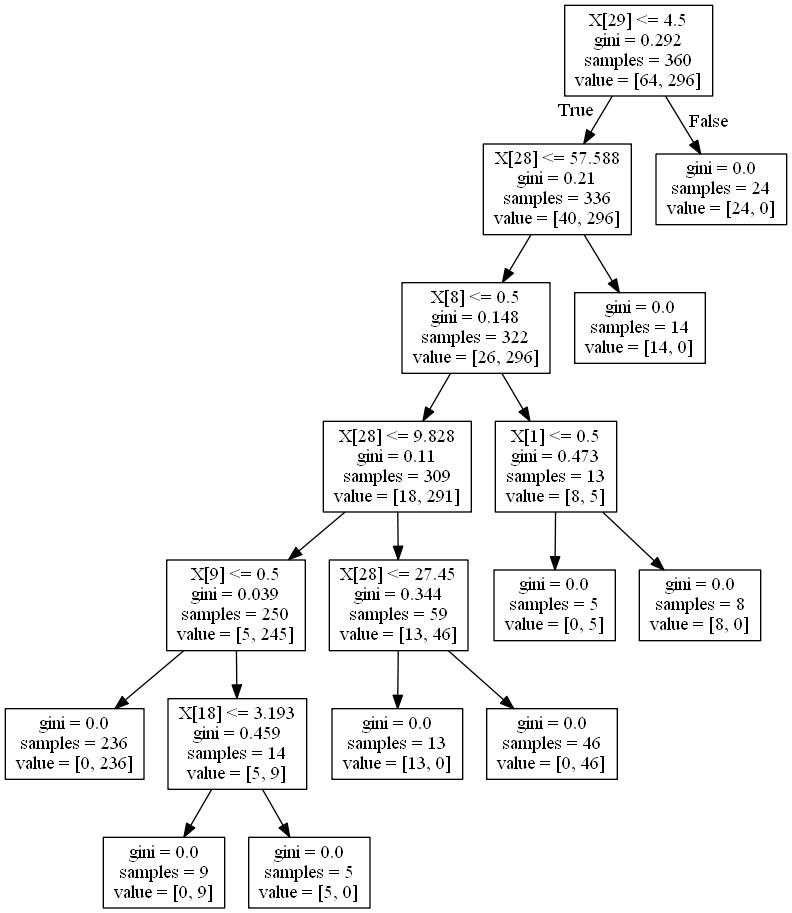 X[29] <= 4.5
gini = 0.292
samples = 360
value = [64, 296]
True
False
X[28] <= 57.588
gini = 0.21
samples = 336
value = [40, 296]
gini = 0.0
samples = 24
value = [24, 0]
X[8] <= 0.5
gini = 0.148
samples = 322
value = [26, 296]
gini = 0.0
samples = 14
value = [14, 0]
X[28] <= 9.828
gini = 0.11
samples = 309
value = [18, 291]
X[1] <= 0.5
gini = 0.473
samples = 13
value = [8, 5]
X[9] <= 0.5
gini = 0.039
samples = 250
value = [5, 245]
X[28] <= 27.45
gini = 0.344
samples = 59
value = [13, 46]
gini = 0.0
samples = 5
value = [0, 5]
gini = 0.0
samples = 8
value = [8, 0]
gini = 0.0
samples = 236
value = [0, 236]
X[18] <= 3.193
gini = 0.459
samples = 14
value = [5, 9]
gini = 0.0
samples = 13
value = [13, 0]
gini = 0.0
samples = 46
value = [0, 46]
gini = 0.0
samples = 9
value = [0, 9]
gini = 0.0
samples = 5
value = [5, 0]